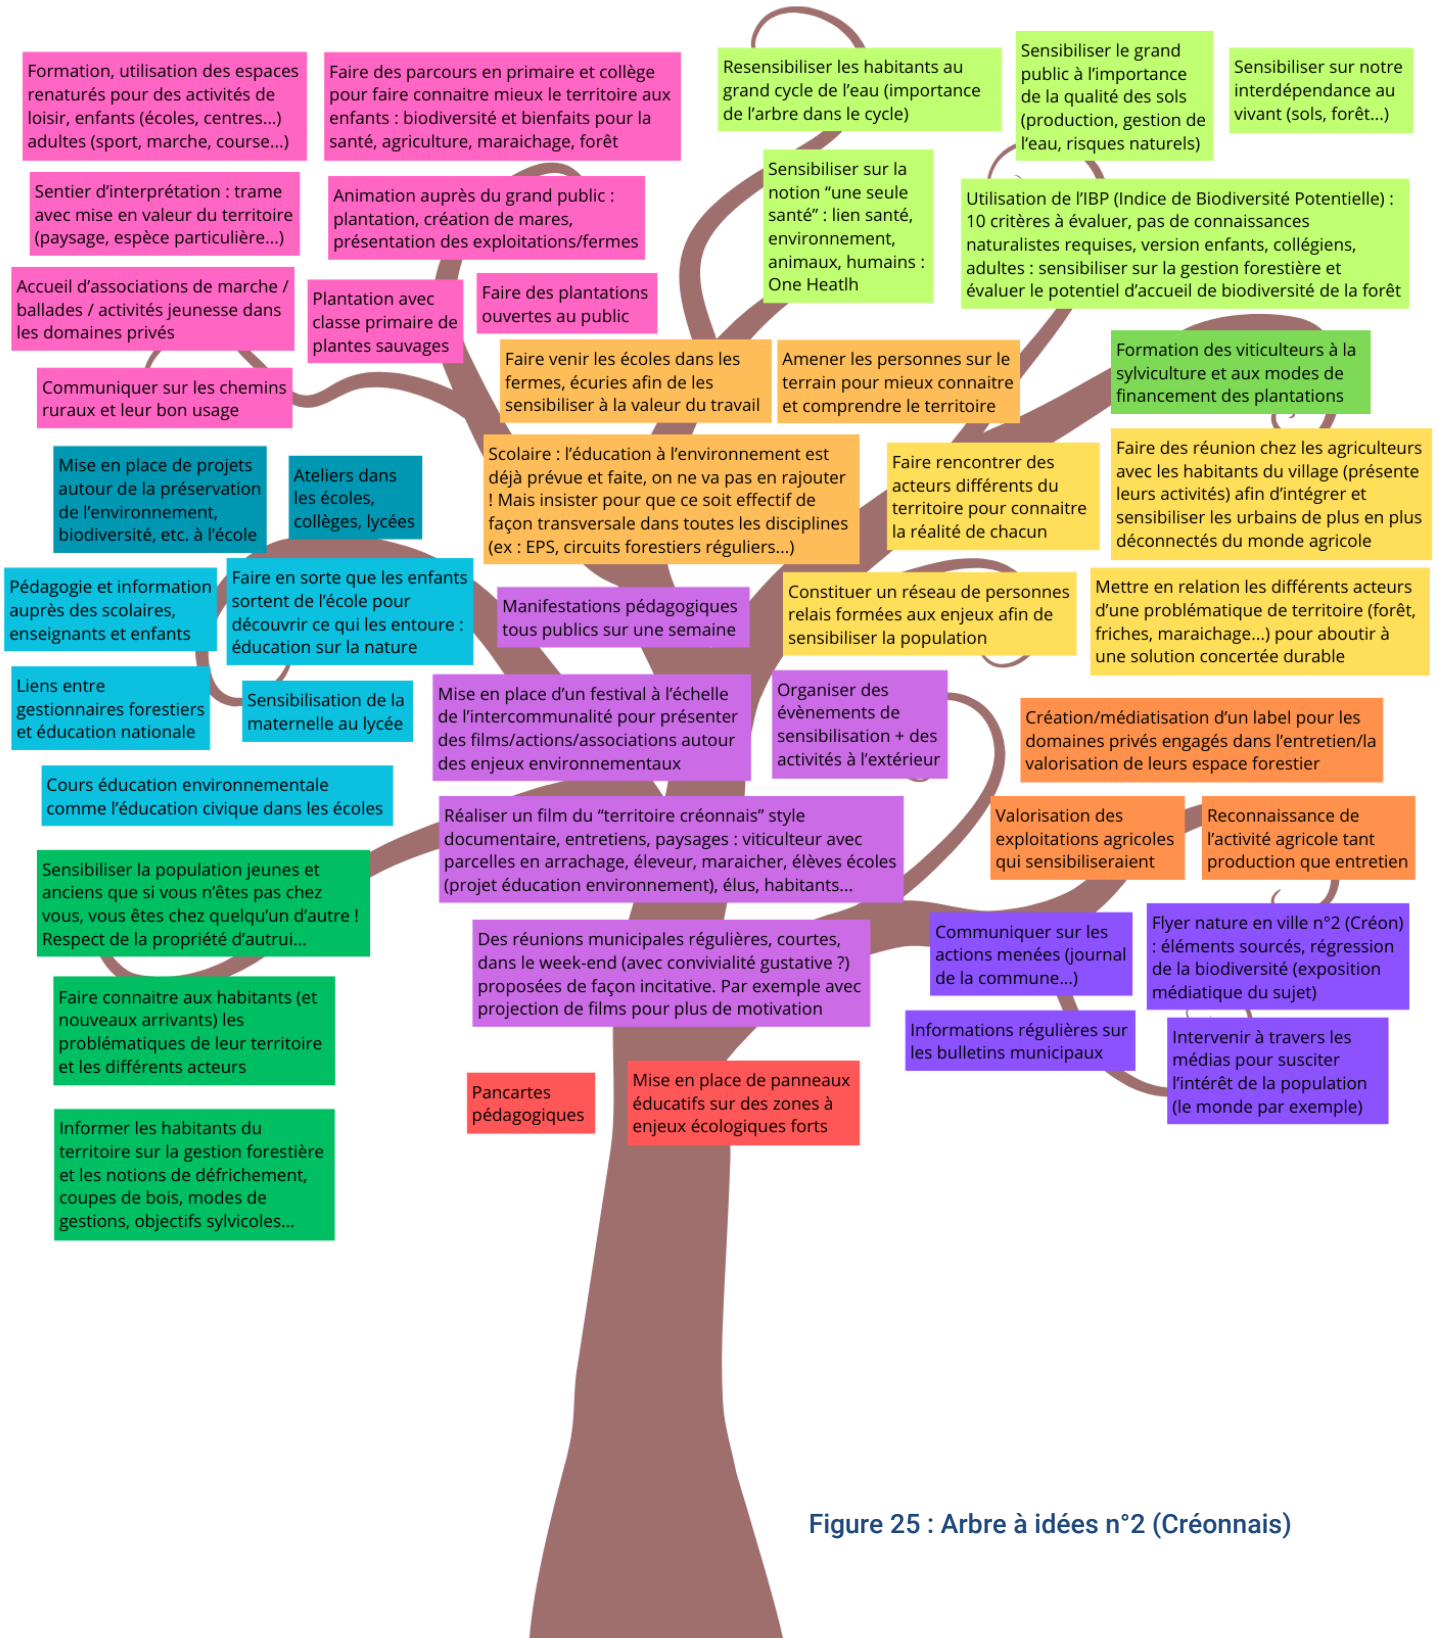 Formation, utilisation des espaces
renaturés pour des activités de
loisir, enfants (écoles, centres...)
adultes (sport, marche, course...)
Faire des parcours en primaire et collège
pour faire connaitre mieux le territoire aux
enfants : biodiversité et bienfaits pour la
santé, agriculture, maraichage, forêt
Resensibiliser les habitants au
grand cycle de l'eau (importance
de l'arbre dans le cycle)
Sensibiliser le grand
public à l'importance
de la qualité des sols
(production, gestion de
l'eau, risques naturels)
Sensibiliser sur notre
interdépendance au
vivant (sols, forêt...)
Sentier d'interprétation : trame
avec mise en valeur du territoire
(paysage, espèce particulière...)
Animation auprès du grand public :
plantation, création de mares,
présentation des exploitations/fermes
Sensibiliser sur la
notion "une seule
santé" : lien santé,
environnement,
animaux, humains :
One Heatlh
Utilisation de l'IBP (Indice de Biodiversité Potentielle) :
10 critères à évaluer, pas de connaissances
naturalistes requises, version enfants, collégiens,
adultes : sensibiliser sur la gestion forestière et
évaluer le potentiel d'accueil de biodiversité de la forêt
Accueil d'associations de marche /
ballades / activités jeunesse dans
les domaines privés
Plantation avec
classe primaire de
plantes sauvages
Faire des plantations
ouvertes au public
Communiquer sur les chemins
ruraux et leur bon usage
Faire venir les écoles dans les
fermes, écuries afin de les
sensibiliser à la valeur du travail
Amener les personnes sur le
terrain pour mieux connaitre
et comprendre le territoire
Formation des viticulteurs à la
sylviculture et aux modes de
financement des plantations
Mise en place de projets
autour de la préservation
de l'environnement,
biodiversité, etc. à l'école
Ateliers dans
les écoles,
collèges, lycées
Scolaire : l'éducation à l'environnement est
déjà prévue et faite, on ne va pas en rajouter
! Mais insister pour que ce soit effectif de
façon transversale dans toutes les disciplines
(ex : EPS, circuits forestiers réguliers...)
Faire rencontrer des
acteurs différents du
territoire pour connaitre
la réalité de chacun
Faire des réunion chez les agriculteurs
avec les habitants du village (présente
leurs activités) afin d'intégrer et
sensibiliser les urbains de plus en plus
déconnectés du monde agricole
Pédagogie et information
auprès des scolaires,
enseignants et enfants
Faire en sorte que les enfants
sortent de l'école pour
découvrir ce qui les entoure :
éducation sur la nature
Manifestations pédagogiques
tous publics sur une semaine
Constituer un réseau de personnes
relais formées aux enjeux afin de
sensibiliser la population
Mettre en relation les différents acteurs
d'une problématique de territoire (forêt,
friches, maraichage...) pour aboutir à
une solution concertée durable
Liens entre
gestionnaires forestiers
et éducation nationale
Sensibilisation de la
maternelle au lycée
Mise en place d'un festival à l'échelle
de l'intercommunalité pour présenter
des films/actions/associations autour
des enjeux environnementaux
Organiser des
évènements de
sensibilisation + des
activités à l'extérieur
Création/médiatisation d'un label pour les
domaines privés engagés dans l'entretien/la
valorisation de leurs espace forestier
Cours éducation environnementale
comme l'éducation civique dans les écoles
Réaliser un film du "territoire créonnais" style
documentaire, entretiens, paysages : viticulteur avec
parcelles en arrachage, éleveur, maraicher, élèves écoles
(projet éducation environnement), élus, habitants...
Valorisation des
exploitations agricoles
qui sensibiliseraient
Reconnaissance de
l'activité agricole tant
production que entretien
Sensibiliser la population jeunes et
anciens que si vous n'êtes pas chez
vous, vous êtes chez quelqu'un d'autre !
Respect de la propriété d'autrui...
Des réunions municipales régulières, courtes,
dans le week-end (avec convivialité gustative ?)
proposées de façon incitative. Par exemple avec
projection de films pour plus de motivation
Communiquer sur les
actions menées (journal
de la commune...)
Flyer nature en ville n°2 (Créon)
: éléments sourcés, régression
de la biodiversité (exposition
médiatique du sujet)
Faire connaitre aux habitants (et
nouveaux arrivants) les
problématiques de leur territoire
et les différents acteurs
Informations régulières sur
les bulletins municipaux
Intervenir à travers les
médias pour susciter
l'intérêt de la population
(le monde par exemple)
Pancartes
pédagogiques
Mise en place de panneaux
éducatifs sur des zones à
enjeux écologiques forts
Informer les habitants du
territoire sur la gestion forestière
et les notions de défrichement,
coupes de bois, modes de
gestions, objectifs sylvicoles...
Figure 25 : Arbre à idées n°2 (Créonnais)